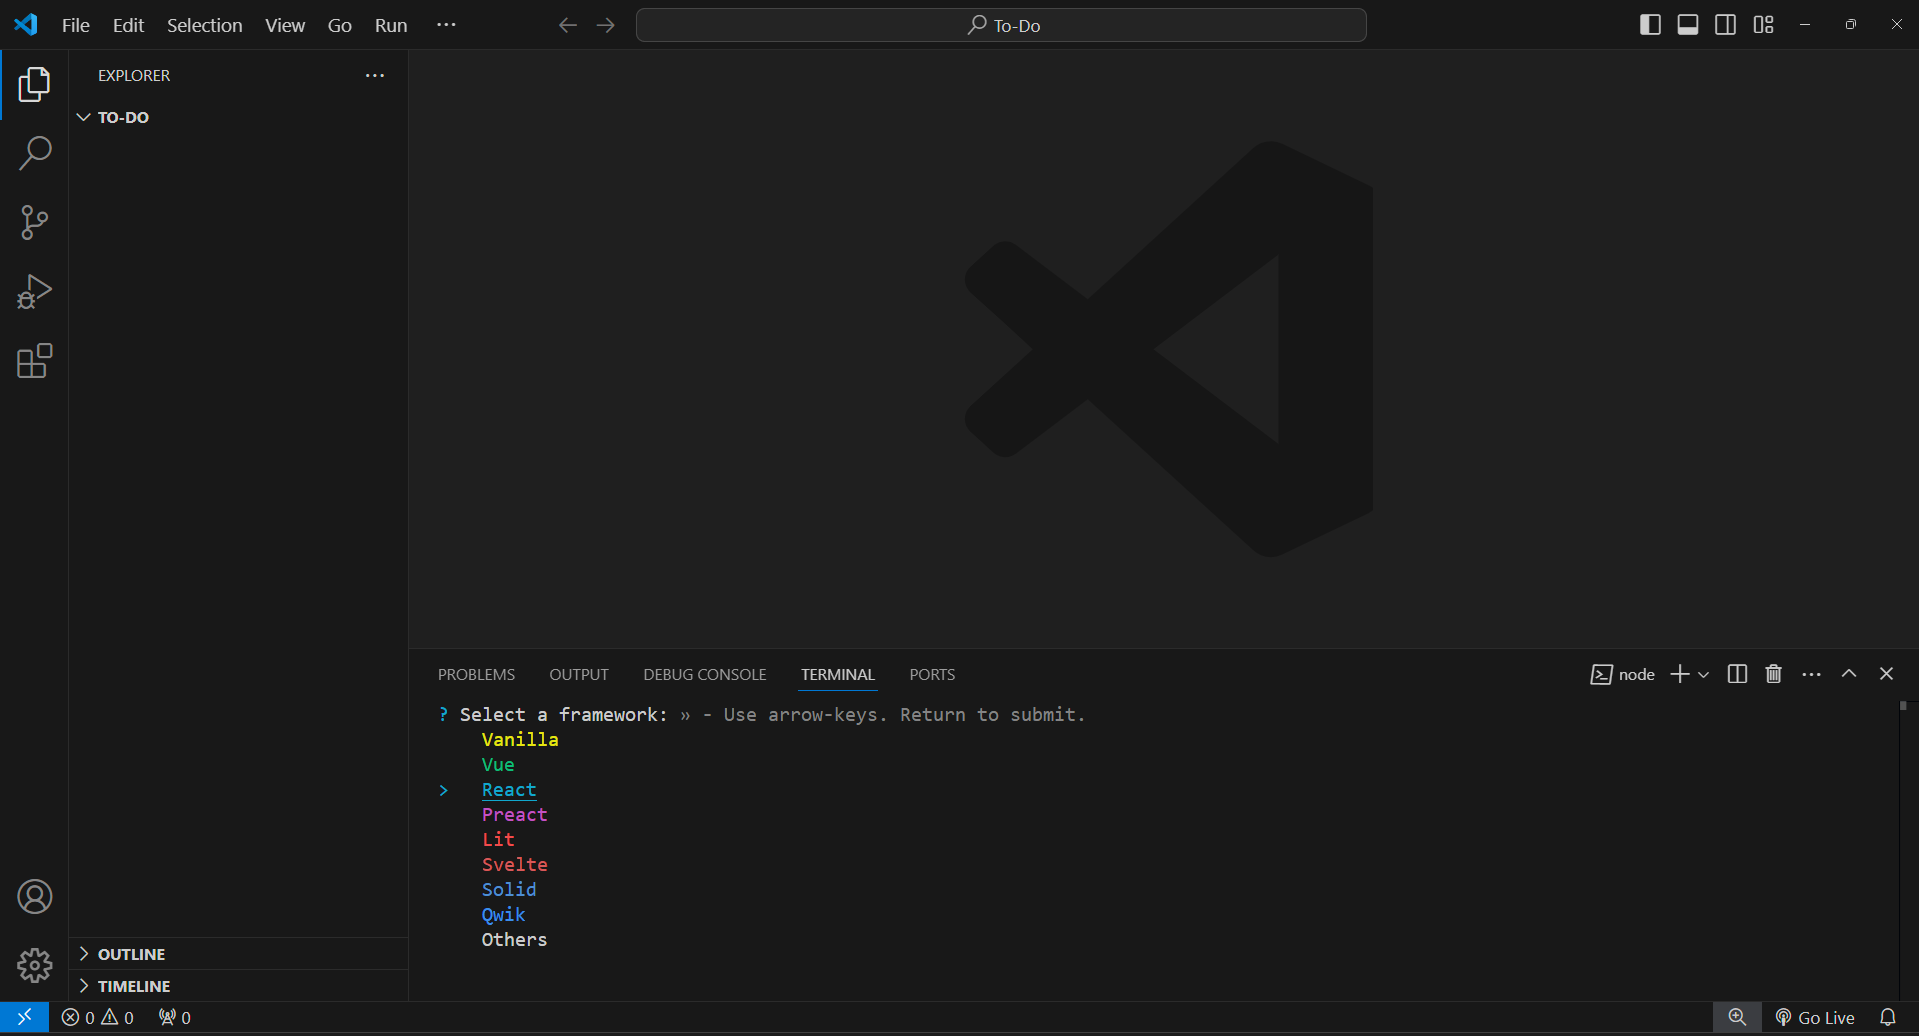 File Edit Selection View Go Run ··· ← → To-Do
EXPLORER ···
TO-DO
PROBLEMS OUTPUT DEBUG CONSOLE TERMINAL PORTS node
? Select a framework: » - Use arrow-keys. Return to submit.
Vanilla
Vue
> React
Preact
Lit
Svelte
Solid
Qwik
Others
OUTLINE
TIMELINE
0 0 0 Go Live